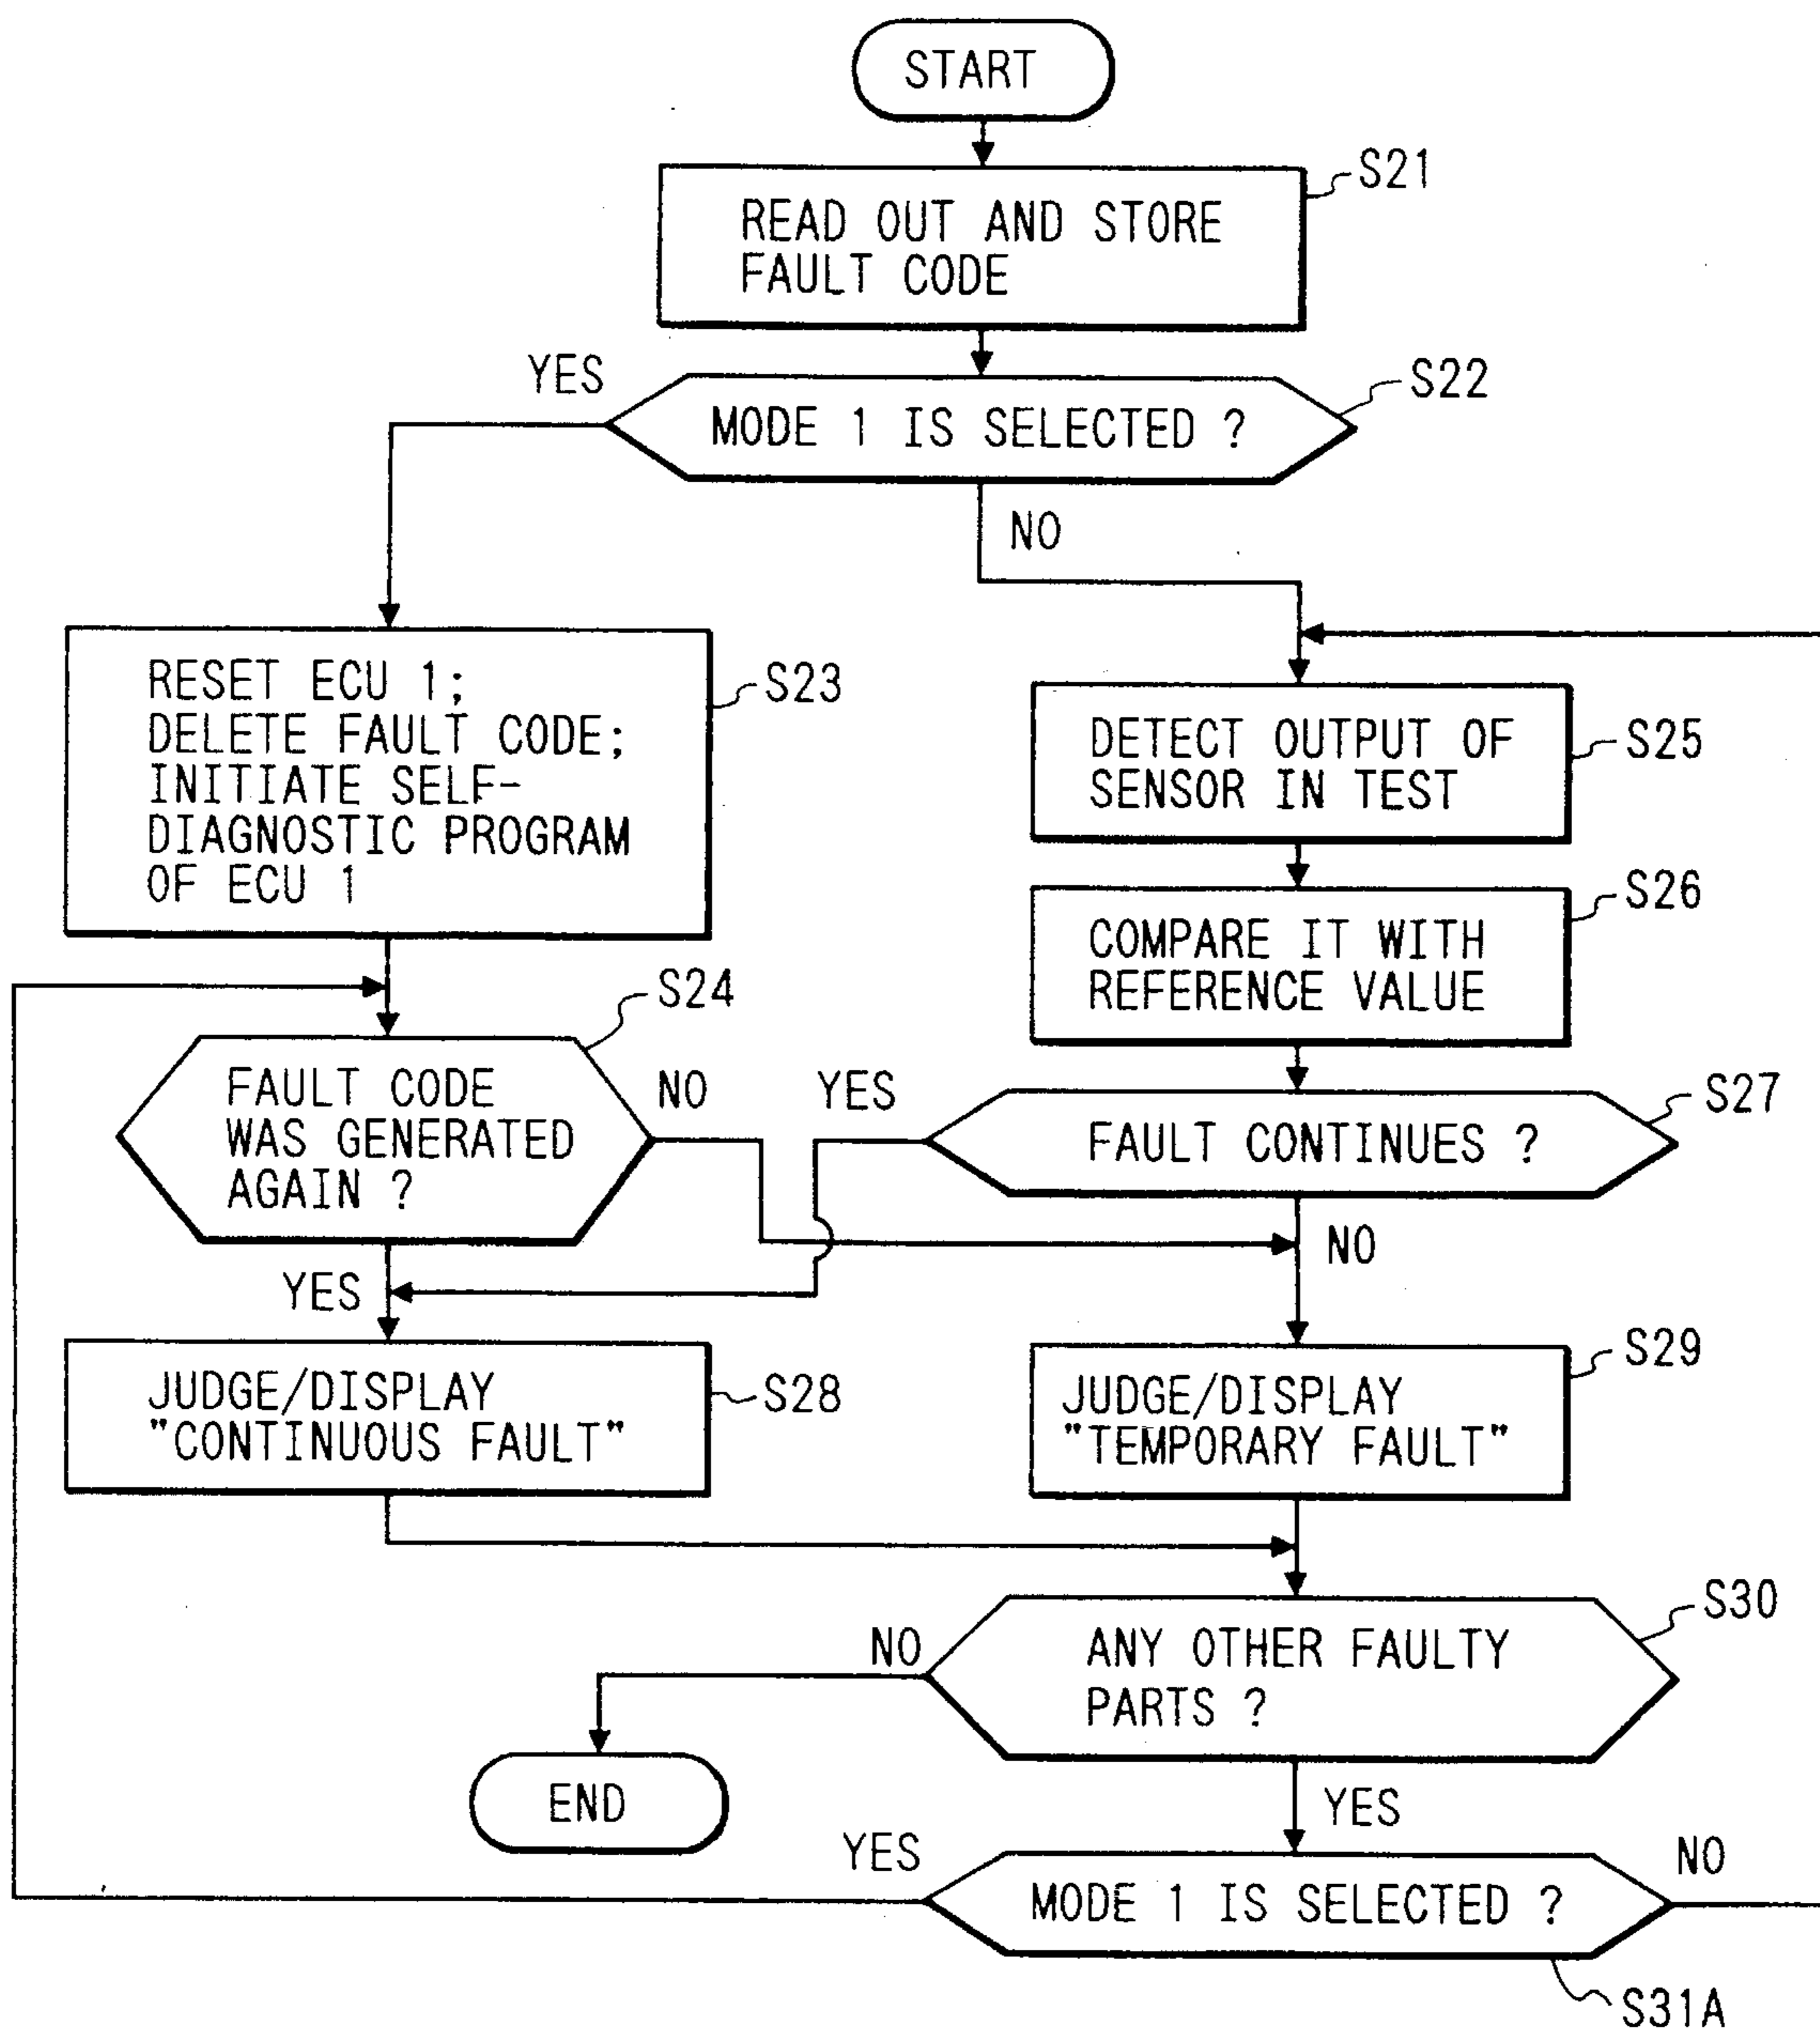 START
S21
READ OUT AND STORE
FAULT CODE
YES
S22
MODE 1 IS SELECTED ?
NO
RESET ECU 1;
DELETE FAULT CODE;
INITIATE SELF-
DIAGNOSTIC PROGRAM
OF ECU 1
S23
DETECT OUTPUT OF
SENSOR IN TEST
S25
S26
COMPARE IT WITH
REFERENCE VALUE
S24
FAULT CODE
WAS GENERATED
AGAIN ?
NO
YES
S27
FAULT CONTINUES ?
NO
YES
JUDGE/DISPLAY
"CONTINUOUS FAULT"
S28
S29
JUDGE/DISPLAY
"TEMPORARY FAULT"
S30
NO
ANY OTHER FAULTY
PARTS ?
END
YES
YES
NO
MODE 1 IS SELECTED ?
S31A